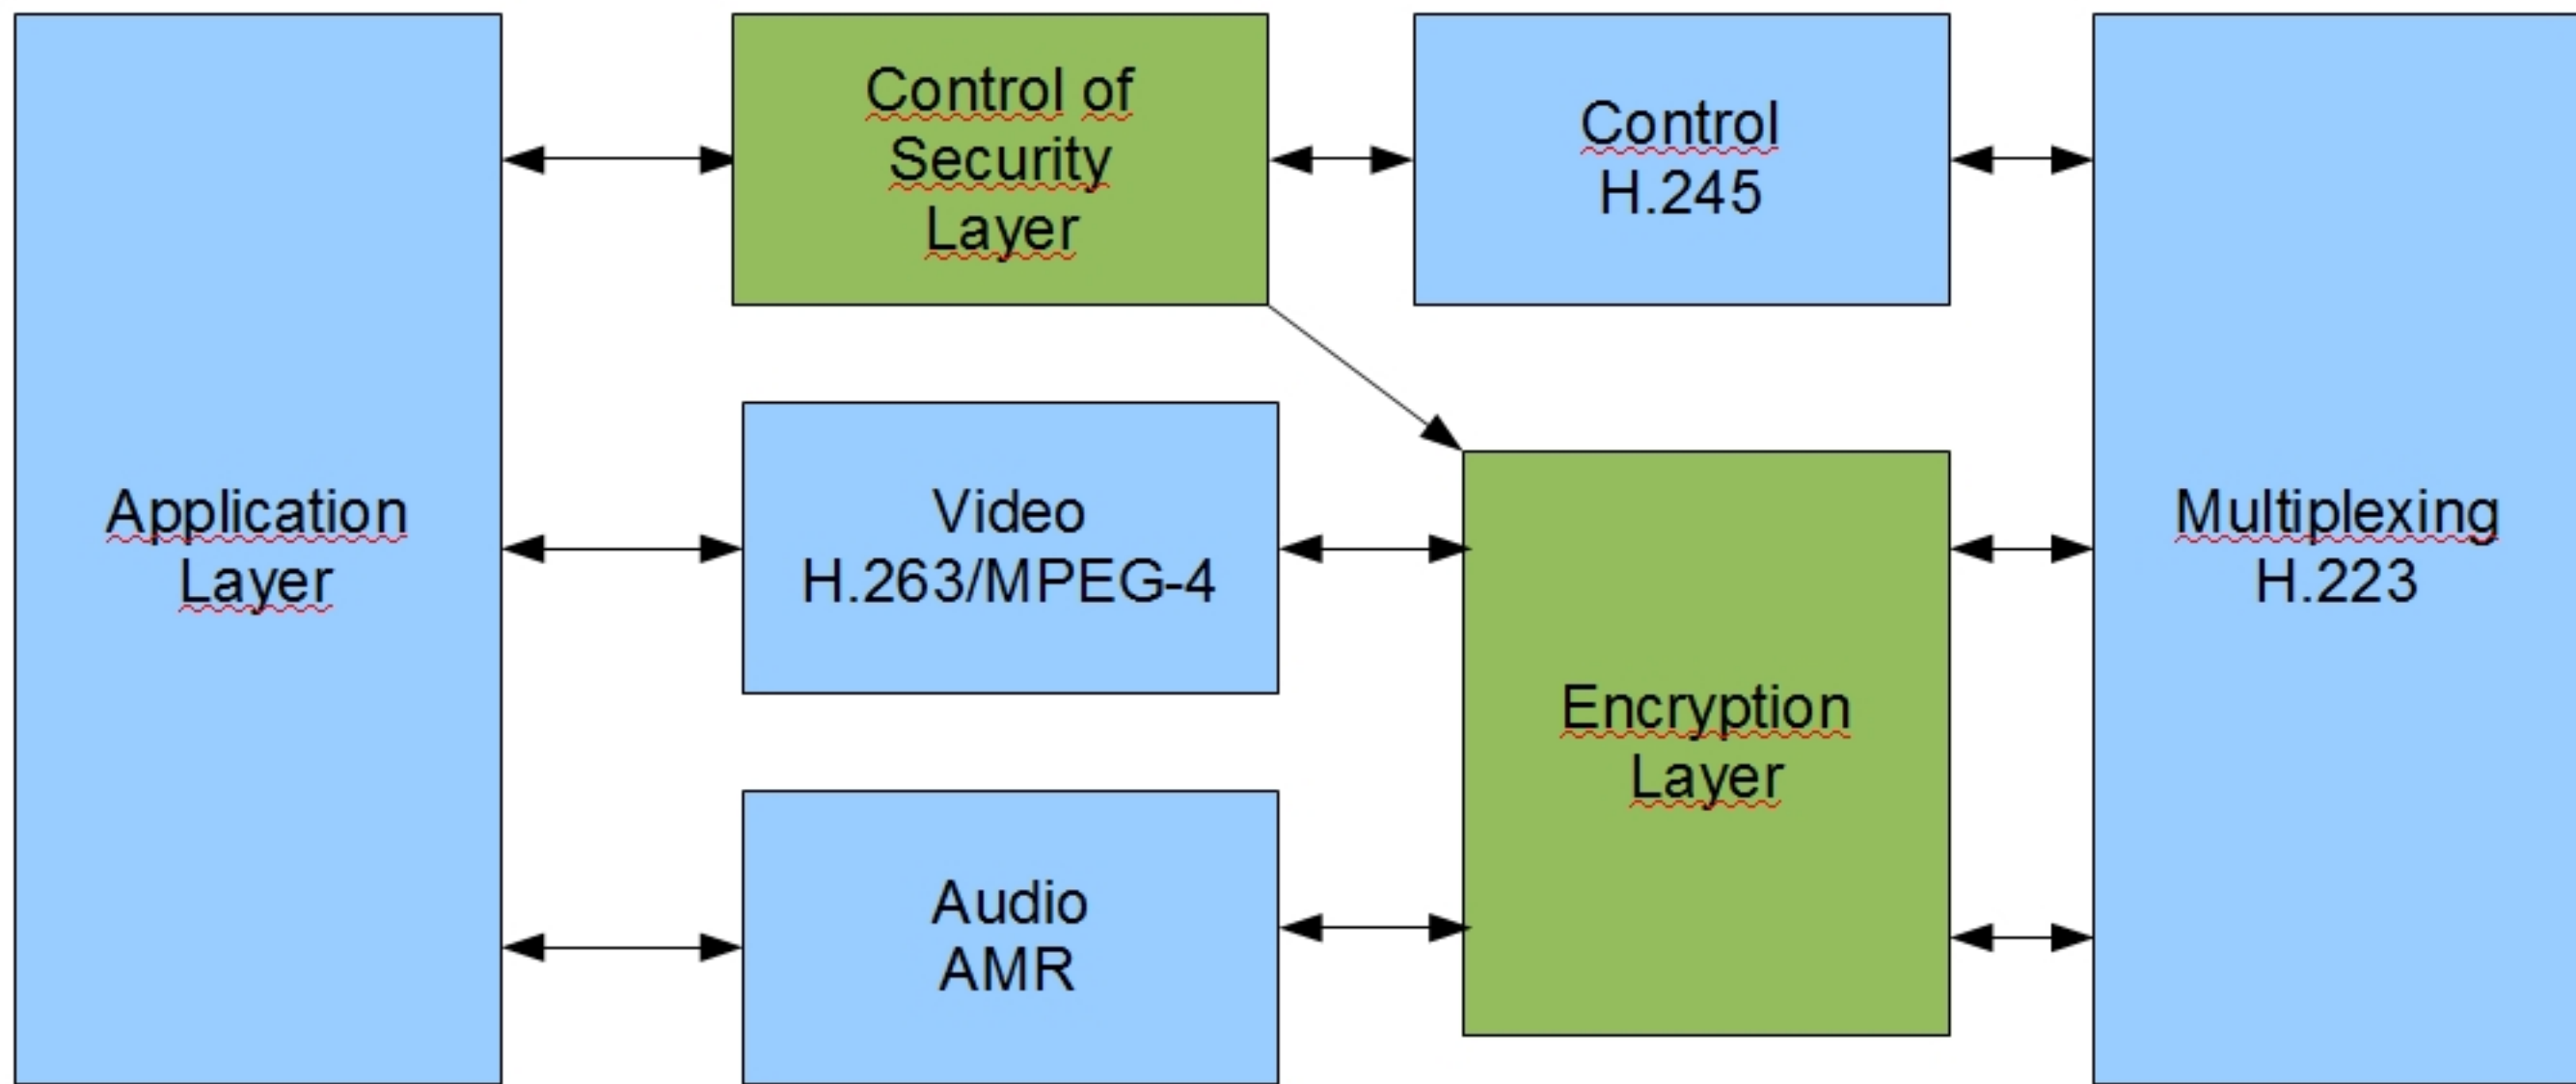 Control of
Security
Layer
Control
H.245
Application
Layer
Video
H.263/MPEG-4
Multiplexing
H.223
Encryption
Layer
Audio
AMR